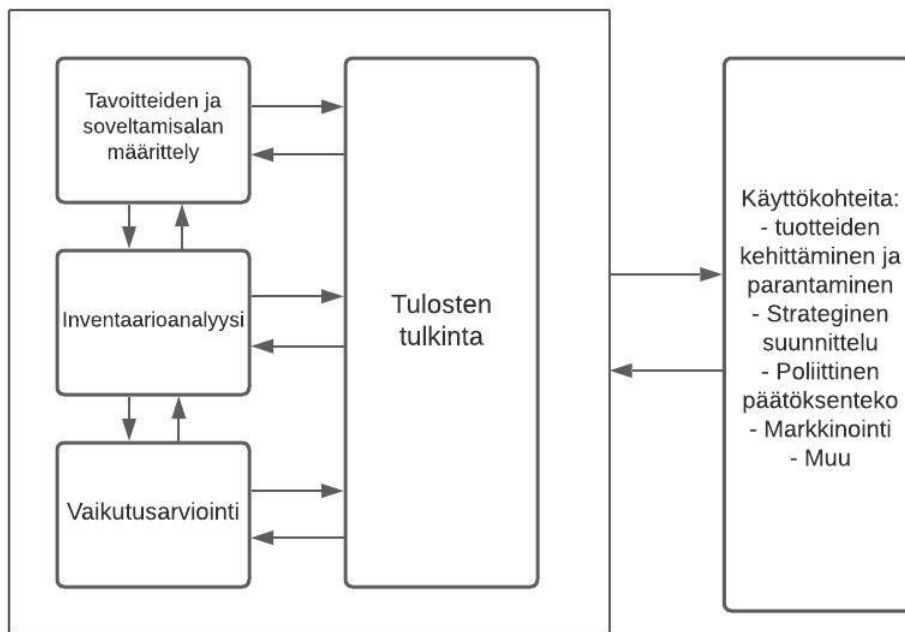 Tavoitteiden ja
soveltamisalan
määrittely
Inventaarioanalyysi
Vaikutusarviointi
Tulosten
tulkinta
Käyttökohteita:
- tuotteiden
kehittäminen ja
parantaminen
- Strateginen
suunnittelu
- Poliittinen
päätöksenteko
- Markkinointi
- Muu